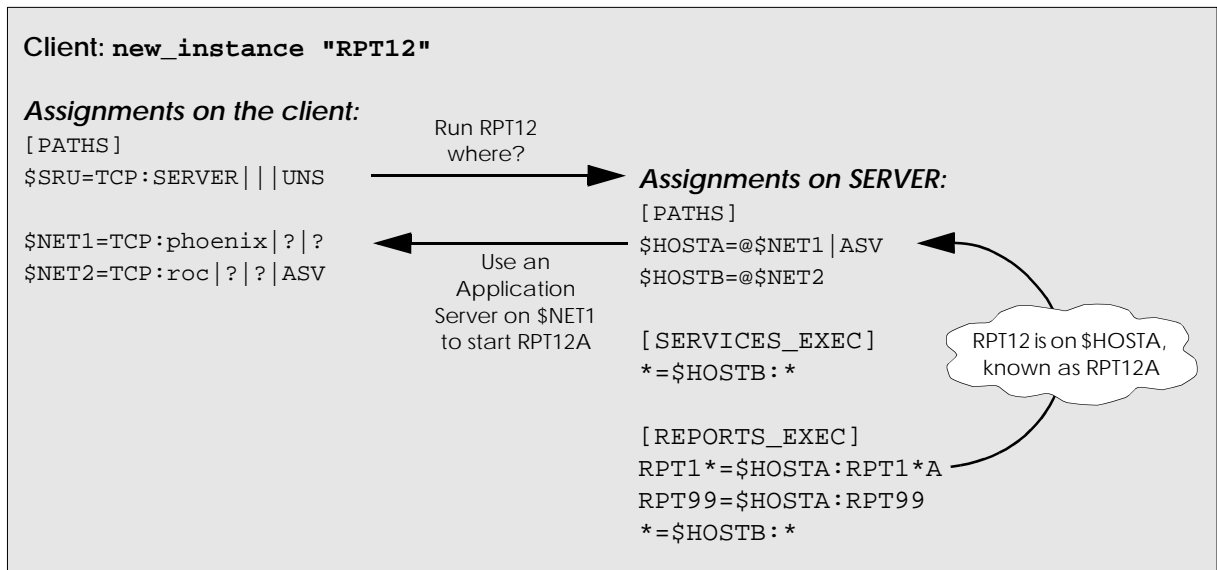 Client: new_instance "RPT12"
Assignments on the client:
[PATHS]
$SRU=TCP:SERVER|||UNS
$NET1=TCP:phoenix|?|?
$NET2=TCP:roc|?|?|ASV
Run RPT12
where?
Use an
Application
Server on $NET1
to start RPT12A
Assignments on SERVER:
[PATHS]
$HOSTA=@$NET1|ASV
$HOSTB=@$NET2
[SERVICES_EXEC]
*=$HOSTB:*
[REPORTS_EXEC]
RPT1*=$HOSTA:RPT1*A
RPT99=$HOSTA:RPT99
*=$HOSTB:*
RPT12 is on $HOSTA,
known as RPT12A